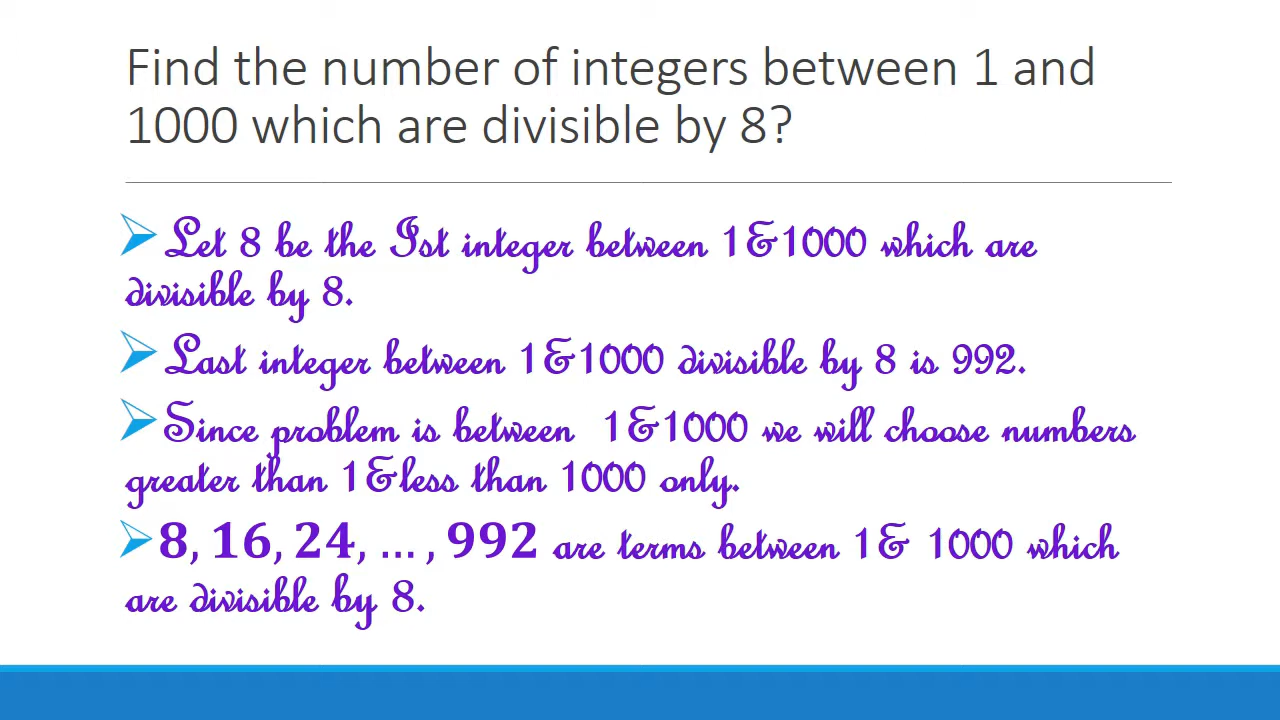 Find the number of integers between 1 and
1000 which are divisible by 8?
Let 8 be the Ist integer between 1&1000 which are
divisible by 8.
Last integer between 1&1000 divisible by 8 is 992.
Since problem is between 1&1000 we will choose numbers
greater than 1&less than 1000 only.
8, 16, 24, … , 992 are terms between 1& 1000 which
are divisible by 8.